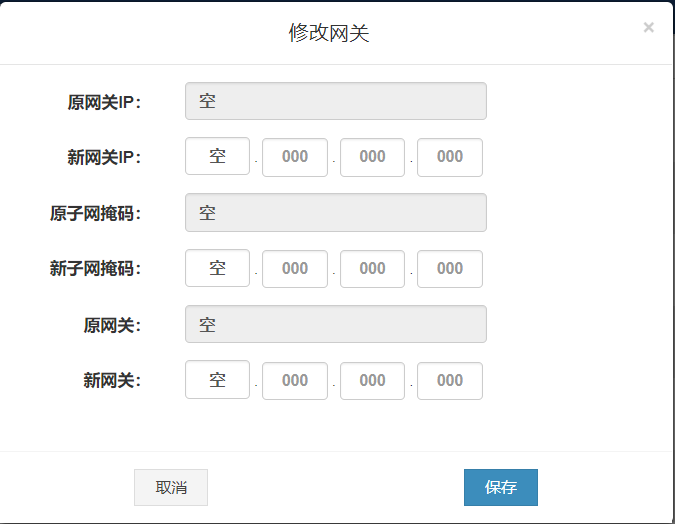 修改网关 ×
原网关IP： 空
新网关IP： 空 . 000 . 000 . 000
原子网掩码： 空
新子网掩码： 空 . 000 . 000 . 000
原网关： 空
新网关： 空 . 000 . 000 . 000
取消 保存